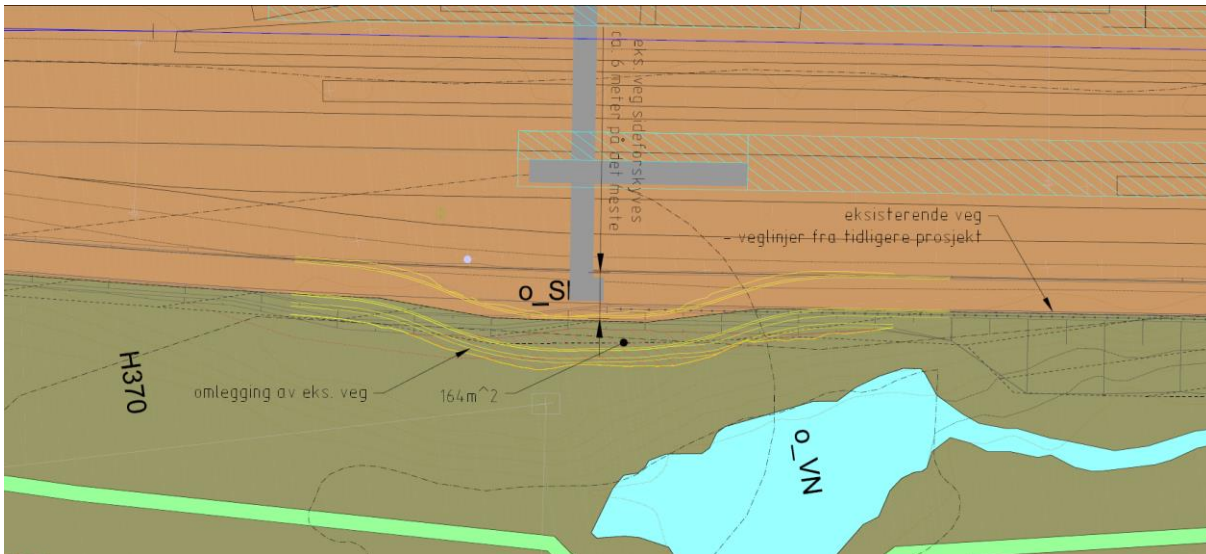 eks. veg sideforskyves
ca. 6 meter på det meste
eksisterende veg
- veglinjer fra tidligere prosjekt
o_SI
H370
omlegging av eks. veg
164m^2
o_VN